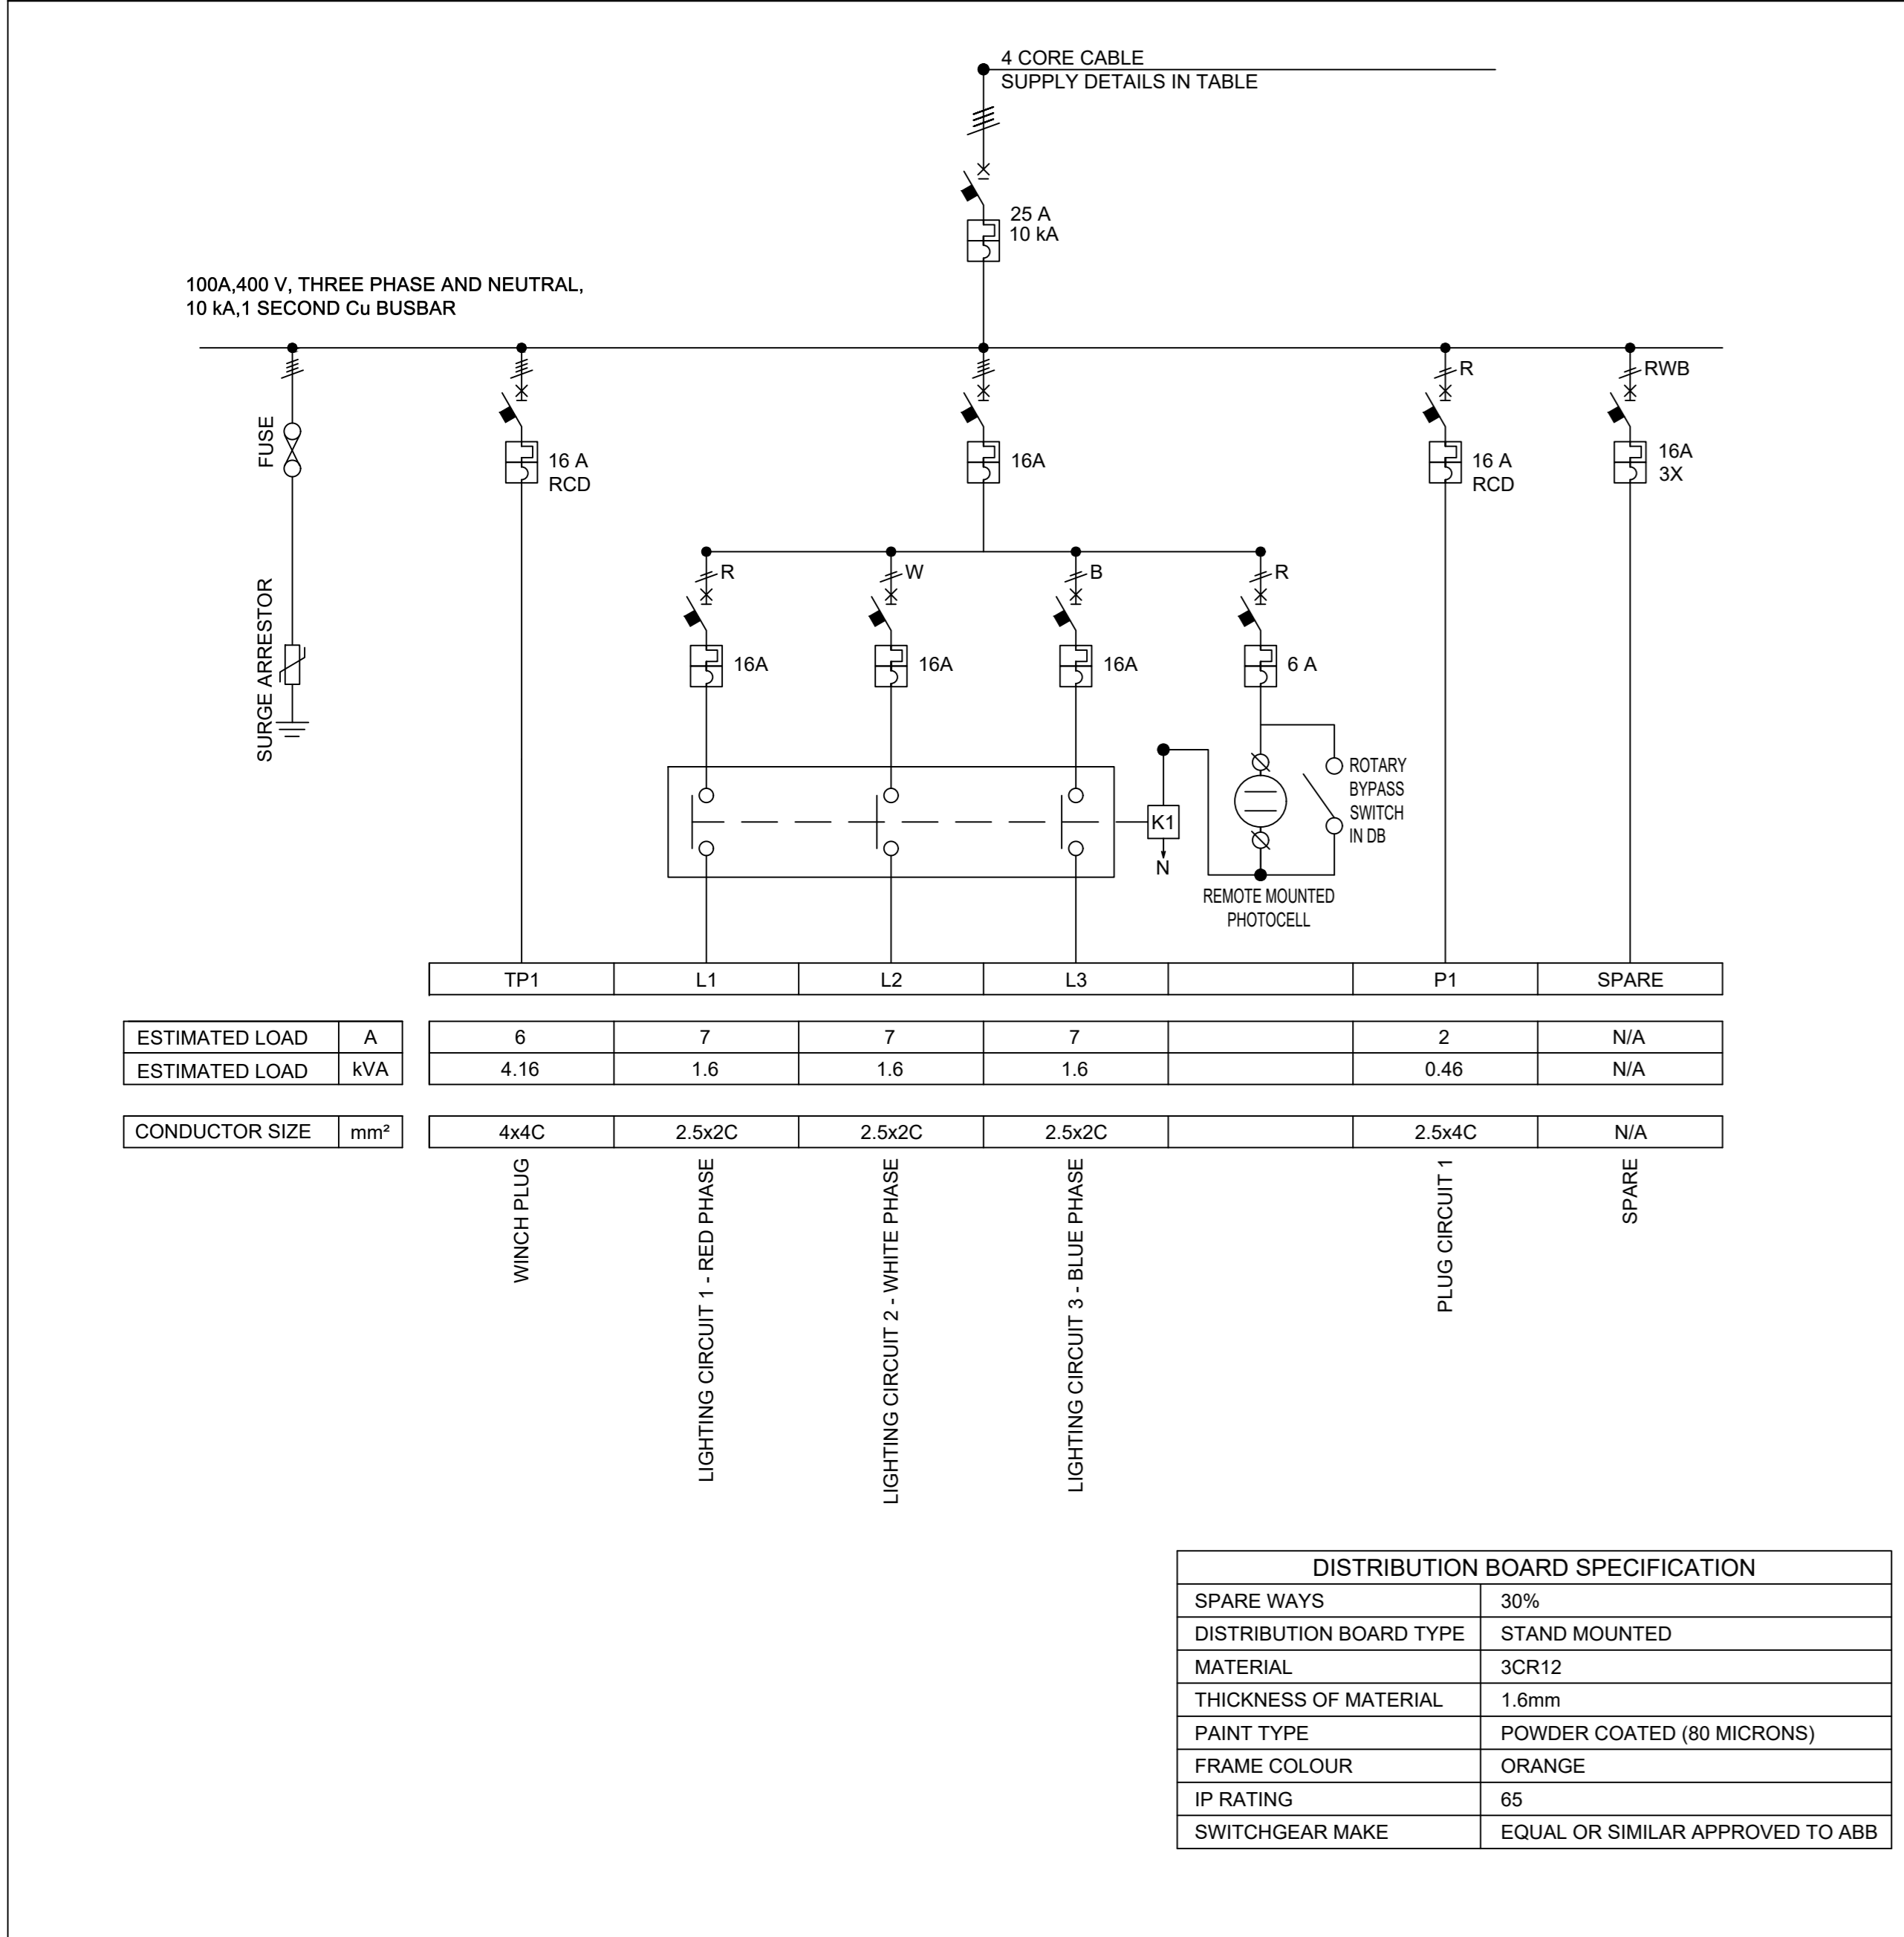 4 CORE CABLE
SUPPLY DETAILS IN TABLE
25 A
10 kA
100A,400 V, THREE PHASE AND NEUTRAL,
10 kA,1 SECOND Cu BUSBAR
R
RWB
FUSE
16 A
RCD
16A
16 A
RCD
16A
3X
R
W
B
R
SURGE ARRESTOR
16A
16A
16A
6 A
ROTARY
BYPASS
SWITCH
IN DB
K1
N
REMOTE MOUNTED
PHOTOCELL
TP1 L1 L2 L3 P1 SPARE
ESTIMATED LOAD A 6 7 7 7 2 N/A
ESTIMATED LOAD kVA 4.16 1.6 1.6 1.6 0.46 N/A
CONDUCTOR SIZE mm² 4x4C 2.5x2C 2.5x2C 2.5x2C 2.5x4C N/A
WINCH PLUG
LIGHTING CIRCUIT 1 - RED PHASE
LIGHTING CIRCUIT 2 - WHITE PHASE
LIGHTING CIRCUIT 3 - BLUE PHASE
PLUG CIRCUIT 1
SPARE
DISTRIBUTION BOARD SPECIFICATION
SPARE WAYS 30%
DISTRIBUTION BOARD TYPE STAND MOUNTED
MATERIAL 3CR12
THICKNESS OF MATERIAL 1.6mm
PAINT TYPE POWDER COATED (80 MICRONS)
FRAME COLOUR ORANGE
IP RATING 65
SWITCHGEAR MAKE EQUAL OR SIMILAR APPROVED TO ABB